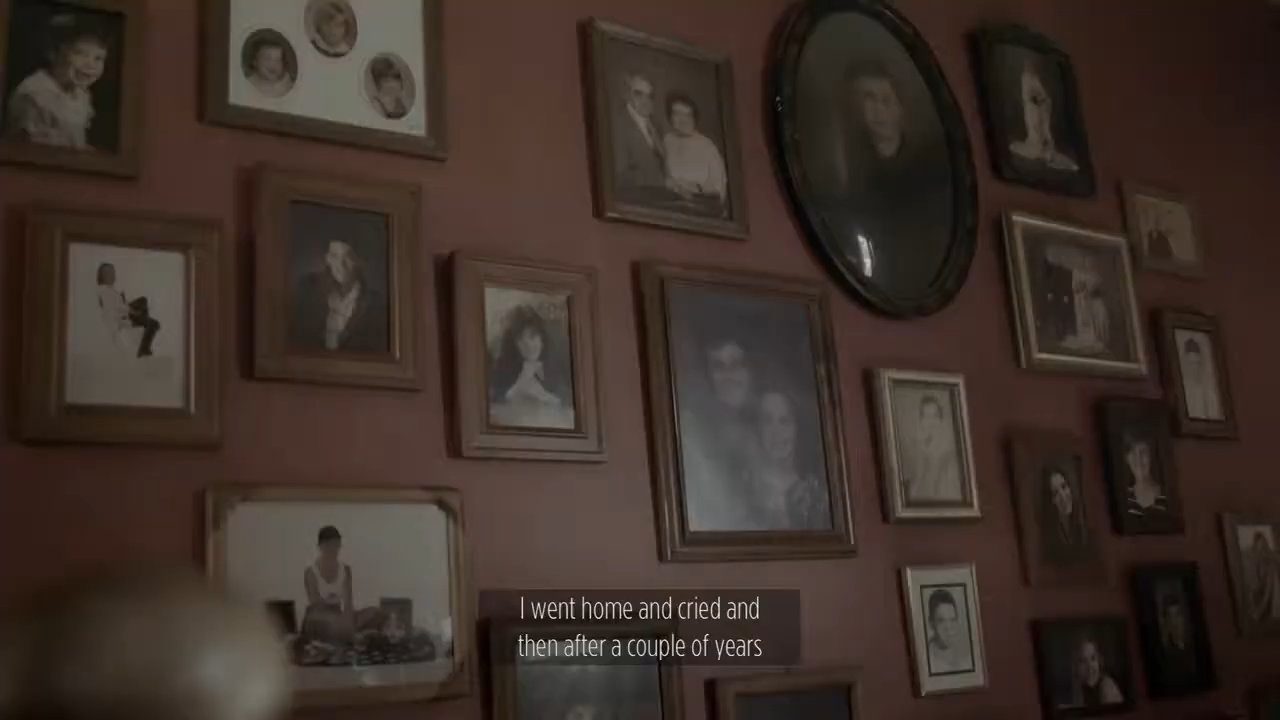 I went home and cried and
then after a couple of years